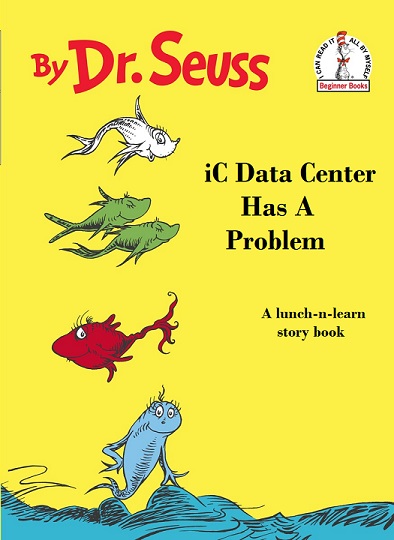 By Dr. Seuss
I CAN READ IT ALL BY MYSELF
Beginner Books
iC Data Center
Has A
Problem
A lunch-n-learn
story book